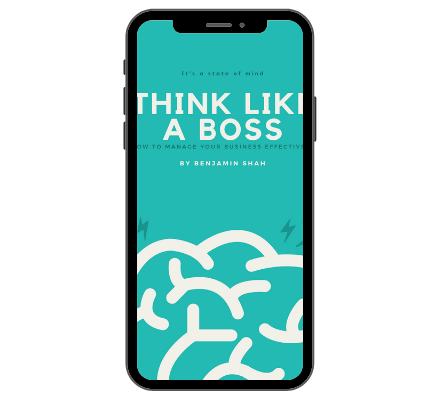 It's a state of mind
THINK LIKE
A BOSS
OW TO MANAGE YOUR BUSINESS EFFECTIVE
BY BENJAMIN SHAH